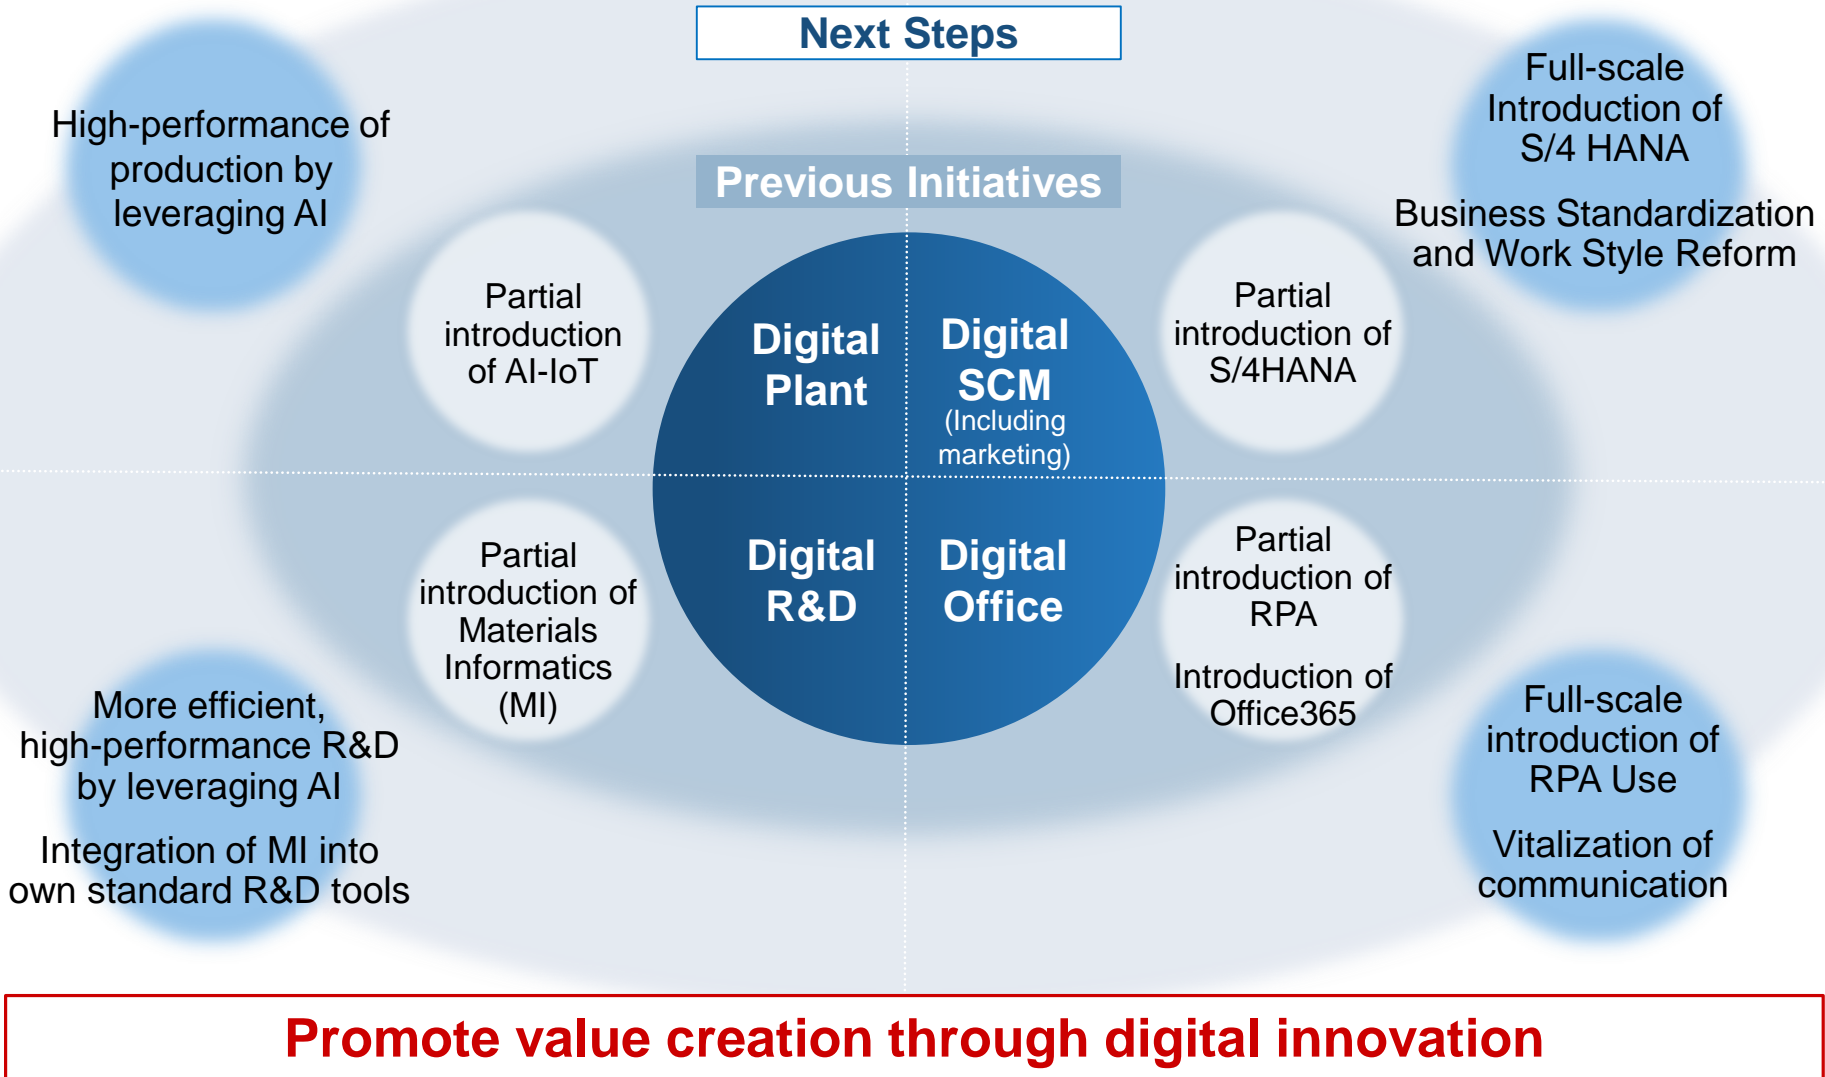 Next Steps
High-performance of
production by
leveraging AI
Full-scale
Introduction of
S/4 HANA
Business Standardization
and Work Style Reform
Previous Initiatives
Partial
introduction
of AI-IoT
Digital
Plant
Digital
SCM
(Including
marketing)
Partial
introduction of
S/4HANA
Partial
introduction of
Materials
Informatics
(MI)
Digital
R&D
Digital
Office
Partial
introduction of
RPA
Introduction of
Office365
More efficient,
high-performance R&D
by leveraging AI
Integration of MI into
own standard R&D tools
Full-scale
introduction of
RPA Use
Vitalization of
communication
Promote value creation through digital innovation